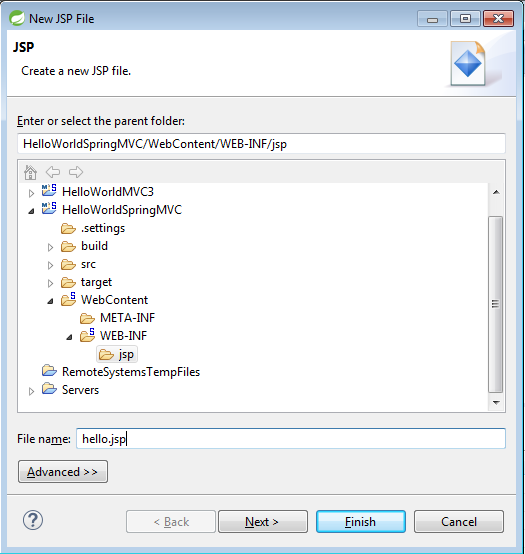 New JSP File
JSP
Create a new JSP file.
Enter or select the parent folder:
HelloWorldSpringMVC/WebContent/WEB-INF/jsp
HelloWorldMVC3
HelloWorldSpringMVC
.settings
build
src
target
WebContent
META-INF
WEB-INF
jsp
RemoteSystemsTempFiles
Servers
File name: hello.jsp
Advanced >>
< Back Next > Finish Cancel